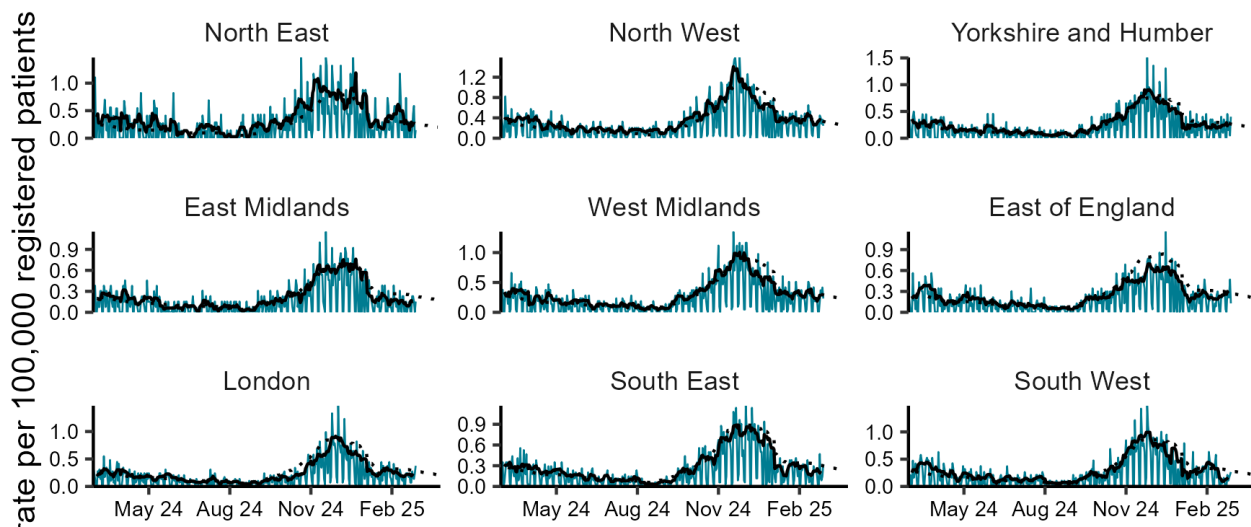 rate per 100,000 registered patients
North East
1.0
0.5
0.0
North West
1.2
0.8
0.4
0.0
Yorkshire and Humber
1.5
1.0
0.5
0.0
East Midlands
0.9
0.6
0.3
0.0
West Midlands
1.0
0.5
0.0
East of England
0.9
0.6
0.3
0.0
London
1.0
0.5
0.0
South East
0.9
0.6
0.3
0.0
South West
1.0
0.5
0.0
May 24 Aug 24 Nov 24 Feb 25
May 24 Aug 24 Nov 24 Feb 25
May 24 Aug 24 Nov 24 Feb 25